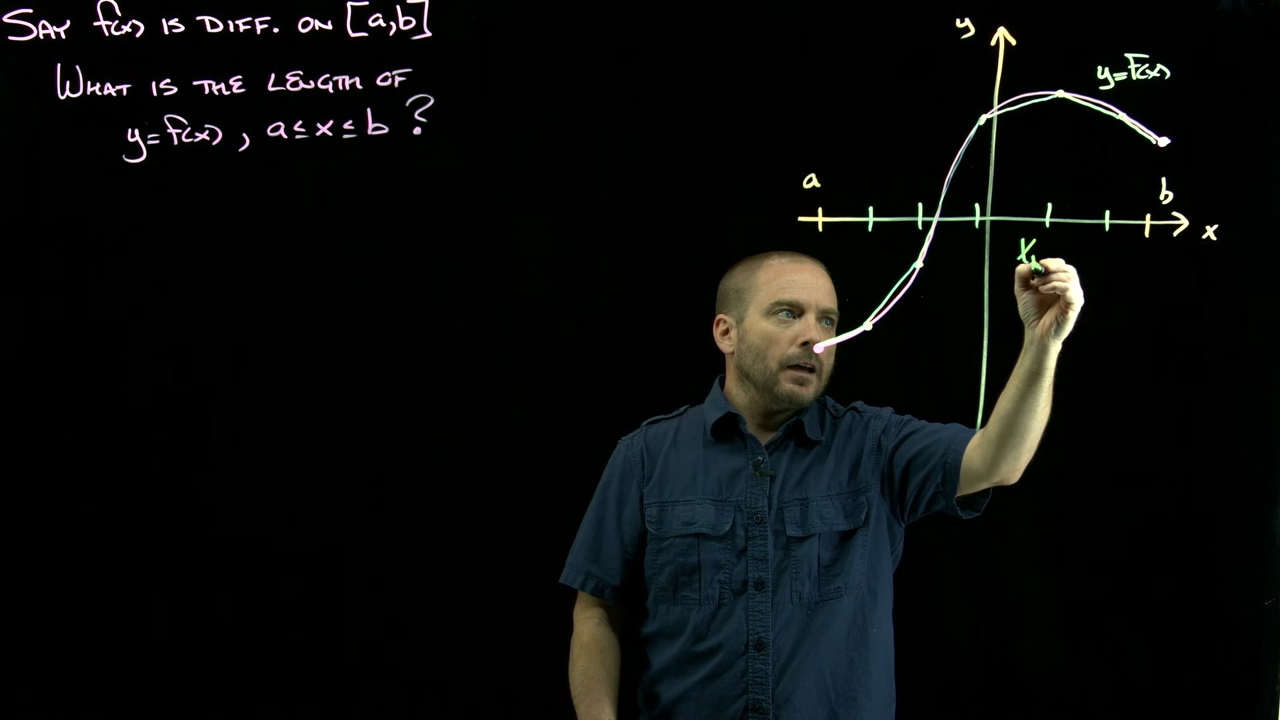 SAY f(x) IS DIFF. ON [a,b]
WHAT IS THE LENGTH OF
y=f(x), a≤x≤b?
y
y=F(x)
a
b
x